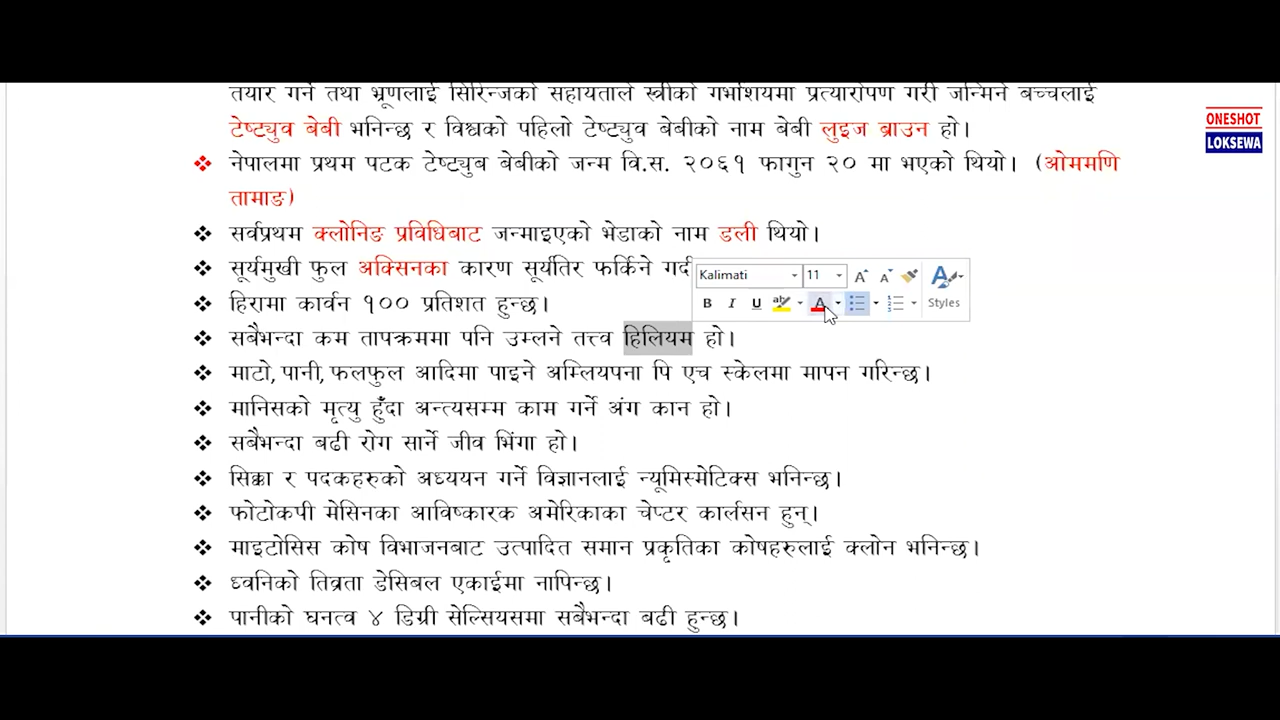 तयार गर्ने तथा भ्रूणलाई सिरिन्जको सहायताले स्त्रीको गर्भाशयमा प्रत्यारोपण गरी जन्मिने बच्चलाई
टेष्ट्युव बेबी भनिन्छ र विश्वको पहिलो टेष्ट्युव बेबीको नाम बेबी लुइज ब्राउन हो।
ONESHOT
LOKSEWA
❖ नेपालमा प्रथम पटक टेष्ट्युब बेबीको जन्म वि.स. २०६१ फागुन २० मा भएको थियो। (ओममणि
तामाङ)
❖ सर्वप्रथम क्लोनिङ प्रविधिबाट जन्माइएको भेडाको नाम डली थियो।
❖ सूर्यमुखी फुल अक्सिनका कारण सूर्यतिर फर्किने
Kalimati 11
❖ हिरामा कार्वन १०० प्रतिशत हुन्छ।
B I U ab A Styles
❖ सबैभन्दा कम तापक्रममा पनि उम्लने तत्त्व हिलियम हो।
❖ माटो, पानी, फलफुल आदिमा पाइने अम्लियपना पि एच स्केलमा मापन गरिन्छ।
❖ मानिसको मृत्यु हुँदा अन्त्यसम्म काम गर्ने अंग कान हो।
❖ सबैभन्दा बढी रोग सार्ने जीव भिंगा हो।
❖ सिक्का र पदकहरुको अध्ययन गर्ने विज्ञानलाई न्यूमिस्मेटिक्स भनिन्छ।
❖ फोटोकपी मेसिनका आविष्कारक अमेरिकाका चेप्टर कार्लसन हुन्।
❖ माइटोसिस कोष विभाजनबाट उत्पादित समान प्रकृतिका कोषहरुलाई क्लोन भनिन्छ।
❖ ध्वनिको तिव्रता डेसिबल एकाईमा नापिन्छ।
❖ पानीको घनत्व ४ डिग्री सेल्सियसमा सबैभन्दा बढी हुन्छ।